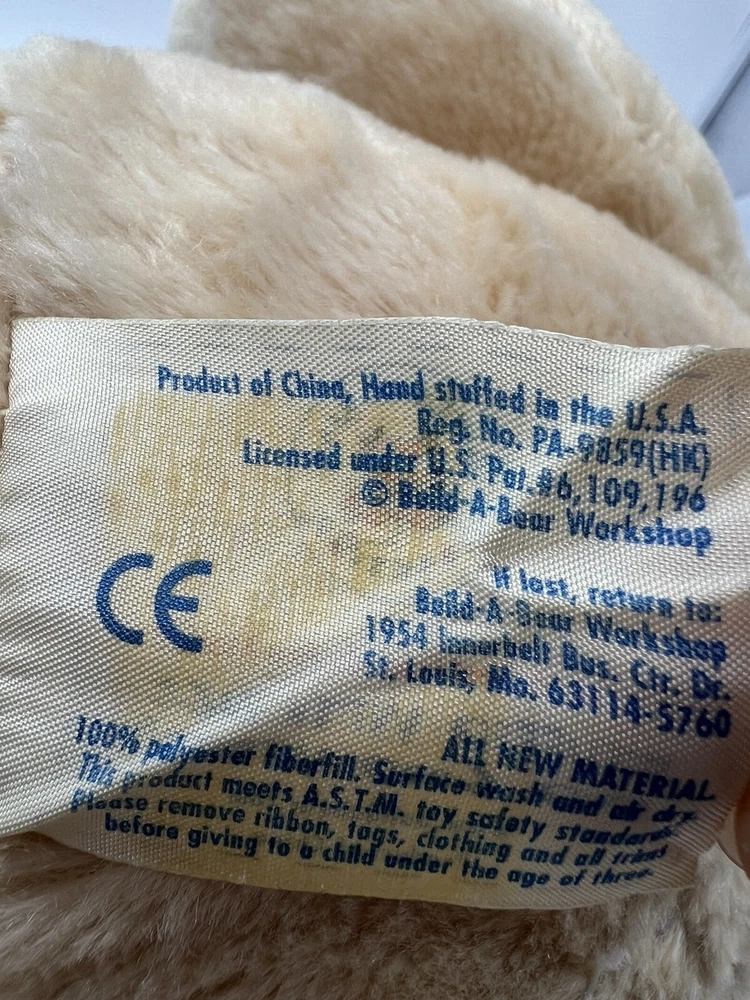 Product of China, Hand stuffed in the U.S.A.
Reg. No. PA-9859(HK)
Licensed under U.S. Pat.#6,109,196
© Build-A-Bear Workshop
CE
If lost, return to:
Build-A-Bear Workshop
1954 Innerbelt Bus. Ctr. Dr.
St. Louis, Mo. 63114-5760
ALL NEW MATERIAL
100% polyester fiberfill. Surface wash and air dry.
This product meets A.S.T.M. toy safety standards.
Please remove ribbon, tags, clothing and all trims
before giving to a child under the age of three.